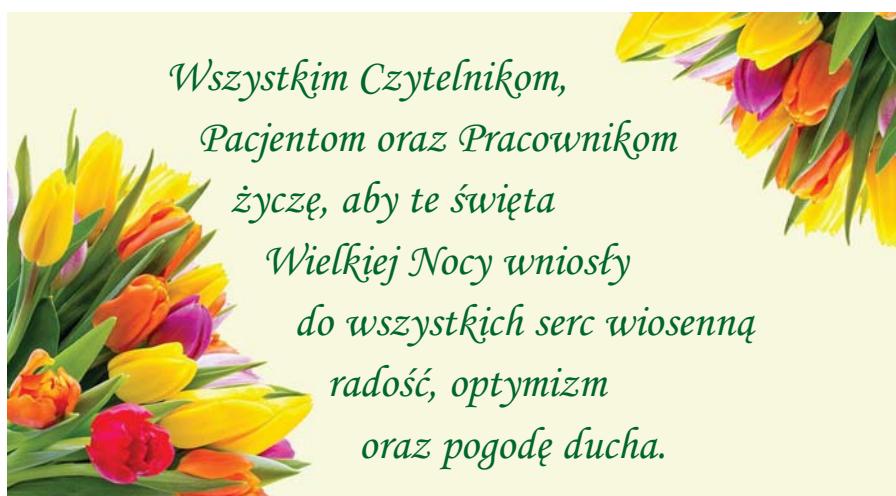 Wszystkim Czytelnikom,
Pacjentom oraz Pracownikom
życzę, aby te święta
Wielkiej Nocy wniosły
do wszystkich serc wiosenną
radość, optymizm
oraz pogodę ducha.